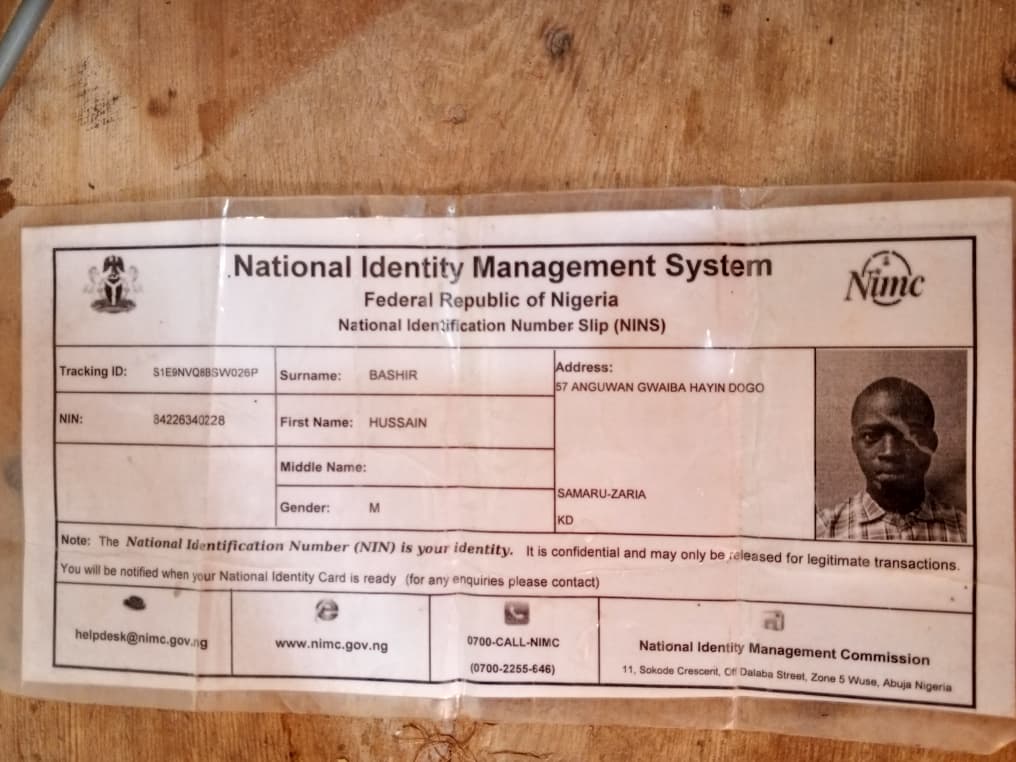 .National Identity Management System
Federal Republic of Nigeria
National Identification Number Slip (NINS)
Nimc
Tracking ID: S1E9NVQ8BSW026P
NIN: 84226340228
Surname: BASHIR
First Name: HUSSAIN
Middle Name:
Gender: M
Address:
57 ANGUWAN GWAIBA HAYIN DOGO
SAMARU-ZARIA
KD
Note: The National Identification Number (NIN) is your identity. It is confidential and may only be released for legitimate transactions.
You will be notified when your National Identity Card is ready (for any enquiries please contact)
helpdesk@nimc.gov.ng
www.nimc.gov.ng
0700-CALL-NIMC
(0700-2255-646)
National Identity Management Commission
11, Sokode Crescent, Off Dalaba Street, Zone 5 Wuse, Abuja Nigeria